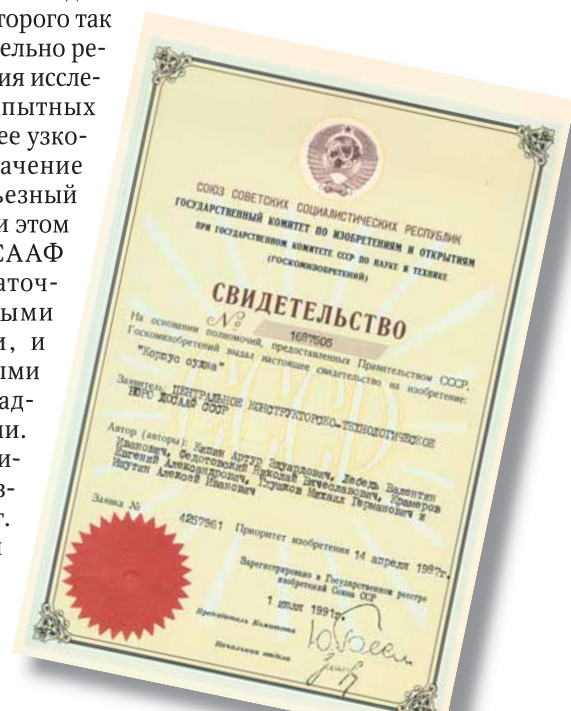 торого так
ельно ре-
ия иссле-
пытных
ее узко-
ачение
ьезный
и этом
СААФ
аточ-
ыми
и, и
ыми
ад-
ми.
и-
в-
г.
СОЮЗ СОВЕТСКИХ СОЦИАЛИСТИЧЕСКИХ РЕСПУБЛИК
ГОСУДАРСТВЕННЫЙ КОМИТЕТ ПО ИЗОБРЕТЕНИЯМ И ОТКРЫТИЯМ
ПРИ ГОСУДАРСТВЕННОМ КОМИТЕТЕ СССР ПО НАУКЕ И ТЕХНИКЕ
(ГОСКОМИЗОБРЕТЕНИЙ)
СВИДЕТЕЛЬСТВО
№ 1687505
На основании полномочий, предоставленных Правительством СССР,
Госкомизобретений выдал настоящее свидетельство на изобретение:
"Корпус судна"
Заявитель: ЦЕНТРАЛЬНОЕ КОНСТРУКТОРСКО-ТЕХНОЛОГИЧЕСКОЕ
БЮРО ДОСААФ СССР
Автор (авторы): Килин Артур Эдуардович, Лебедь Валентин
Иванович, Федотовский Николай Вячеславович, Крамеров
Евгений Александрович, Глушков Михаил Германович и
Ишутин Алексей Иванович
Заявка № 4257961 Приоритет изобретения 14 апреля 1987г.
Зарегистрировано в Государственном реестре
изобретений Союза ССР
1 июля 1991г.
Председатель Комитета
Начальник отдела